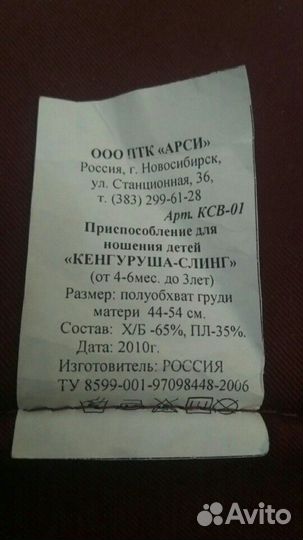 ООО ПТК «АРСИ»
Россия, г. Новосибирск,
ул. Станционная, 36,
т. (383) 299-61-28
Арт. КСВ-01
Приспособление для
ношения детей
«КЕНГУРУША-СЛИНГ»
(от 4-6мес. до 3лет)
Размер: полуобхват груди
матери 44-54 см.
Состав: Х/Б -65%, ПЛ-35%.
Дата: 2010г.
Изготовитель: РОССИЯ
ТУ 8599-001-97098448-2006
Avito